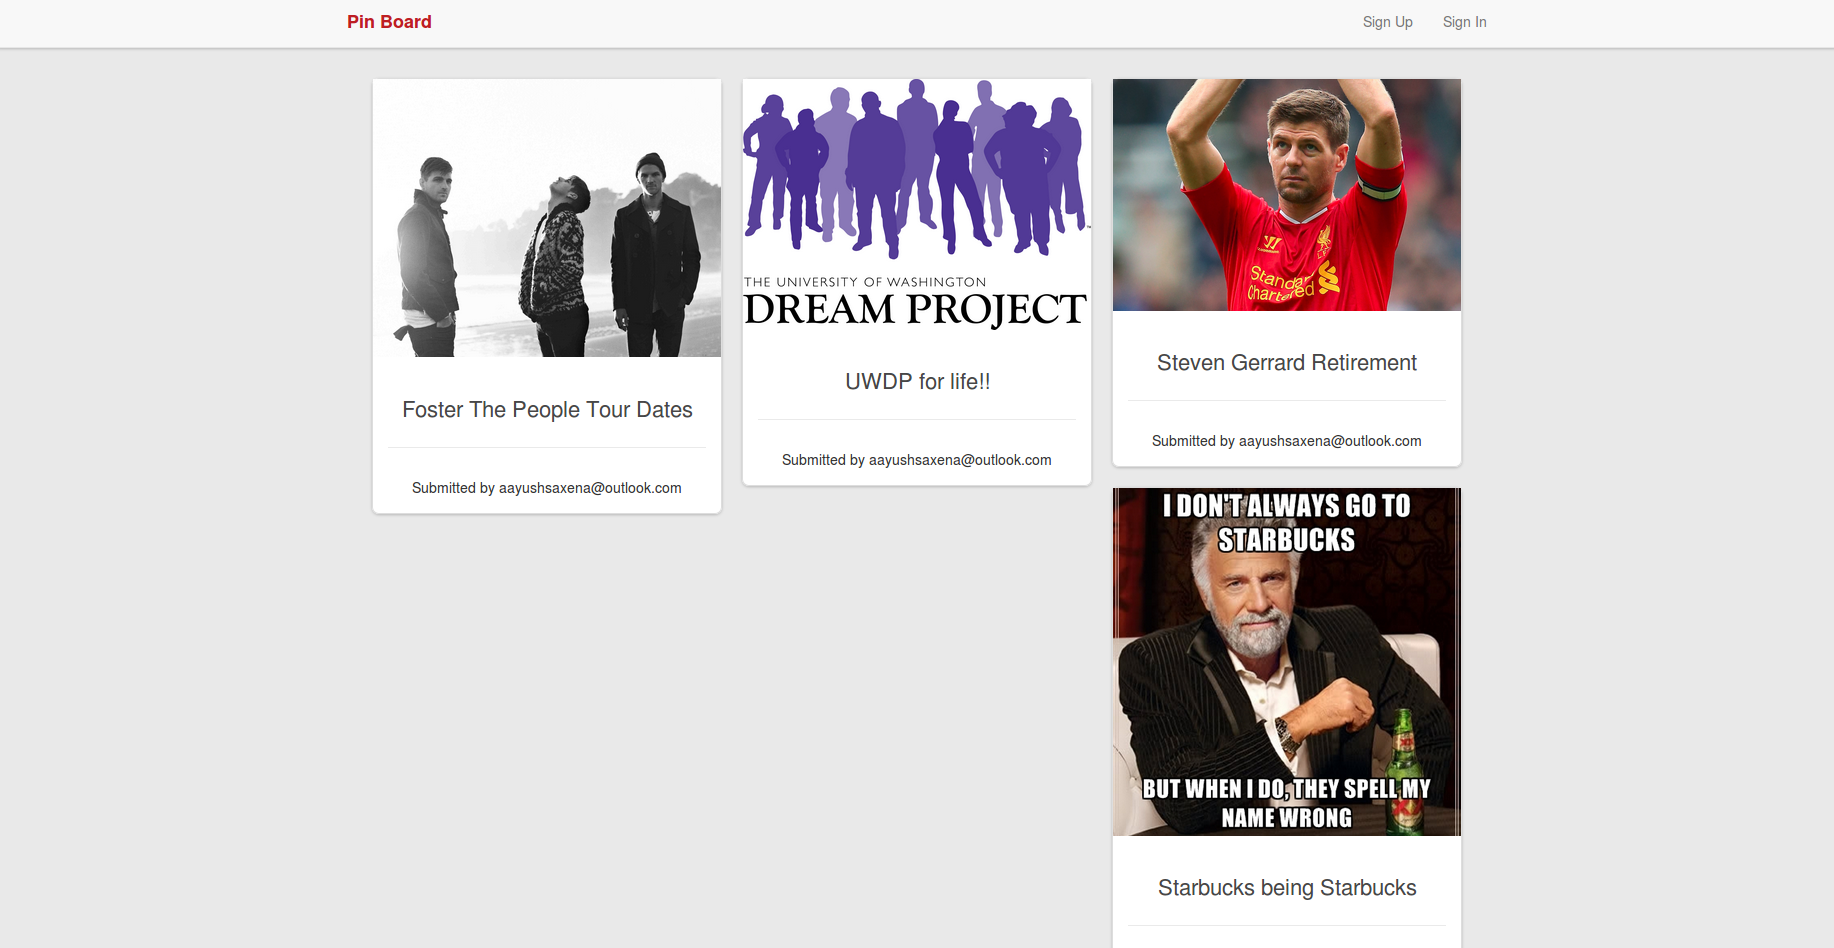 Pin Board
Sign Up
Sign In
THE UNIVERSITY OF WASHINGTON
DREAM PROJECT
Standard
Chartered
Foster The People Tour Dates
Submitted by aayushsaxena@outlook.com
UWDP for life!!
Submitted by aayushsaxena@outlook.com
Steven Gerrard Retirement
Submitted by aayushsaxena@outlook.com
I DON'T ALWAYS GO TO
STARBUCKS
BUT WHEN I DO, THEY SPELL MY
NAME WRONG
Starbucks being Starbucks